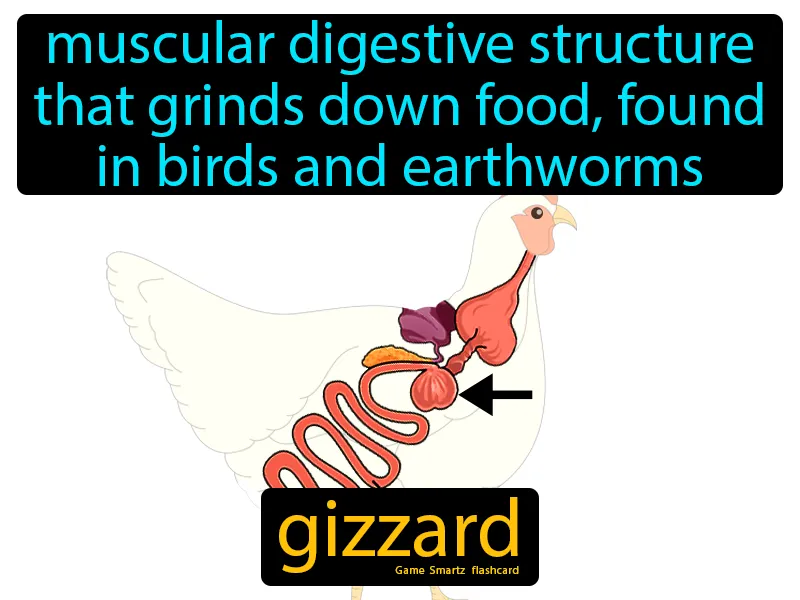 muscular digestive structure
that grinds down food, found
in birds and earthworms
gizzard
Game Smartz flashcard